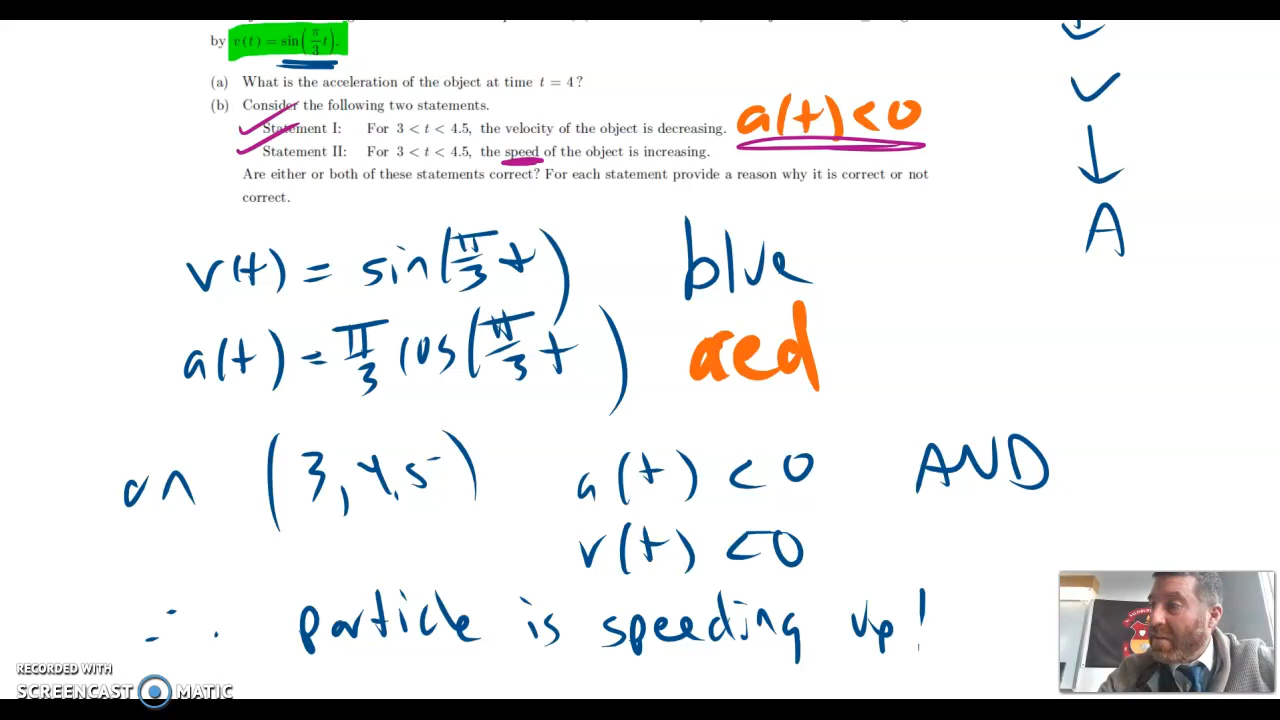 by v(t) = sin(π/3 t).
(a) What is the acceleration of the object at time t = 4?
(b) Consider the following two statements.
Statement I: For 3 < t < 4.5, the velocity of the object is decreasing.
a(t) < 0
Statement II: For 3 < t < 4.5, the speed of the object is increasing.
Are either or both of these statements correct? For each statement provide a reason why it is correct or not
correct.
V
A
v(t) = sin(π/3 t) blue
a(t) = π/3 cos(π/3 t) red
on (3, 4.5) a(t) < 0 AND
v(t) < 0
∴ particle is speeding up!
RECORDED WITH
SCREENCAST MATIC